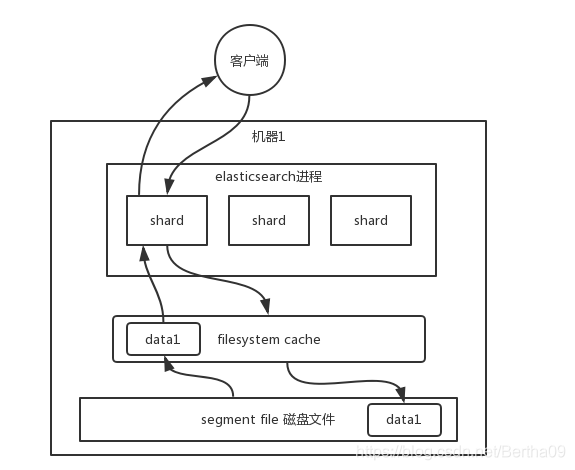 客户端
机器1
elasticsearch进程
shard
shard
shard
data1
filesystem cache
segment file 磁盘文件
data1
https://blog.csdn.net/Bertha09